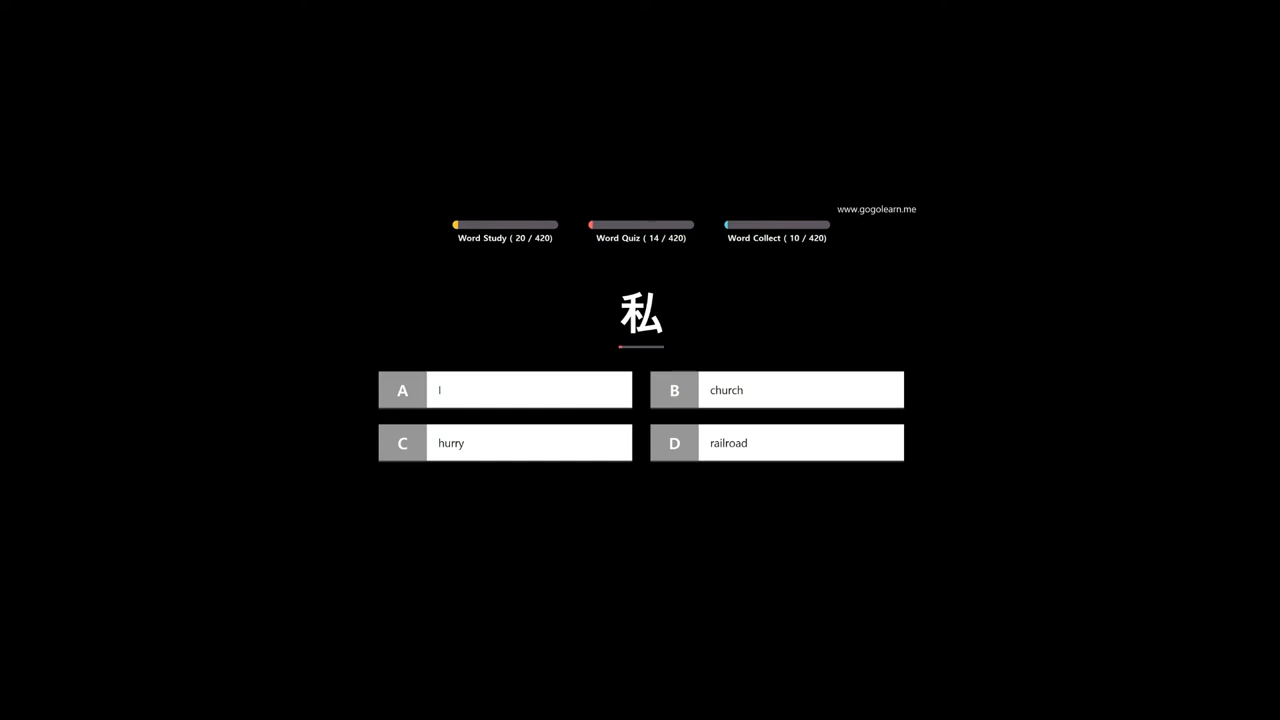 www.gogolearn.me
Word Study ( 20 / 420)
Word Quiz ( 14 / 420)
Word Collect ( 10 / 420)
私
A I
B church
C hurry
D railroad